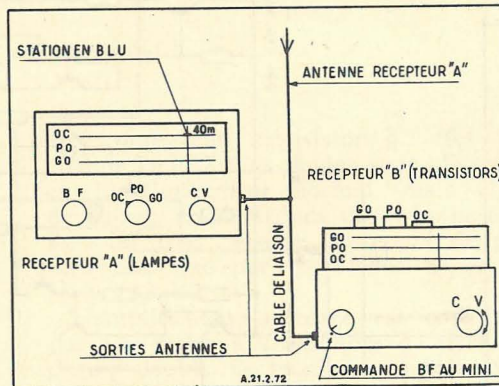 STATION EN BLU
ANTENNE RECEPTEUR "A"
40m
OC
PO
GO
BF
OC PO GO
CV
RECEPTEUR "B" (TRANSISTORS)
GO PO OC
GO
PO
OC
C V
RECEPTEUR "A" (LAMPES)
CABLE DE LIAISON
SORTIES ANTENNES
COMMANDE BF AU MINI
A.21.2.72